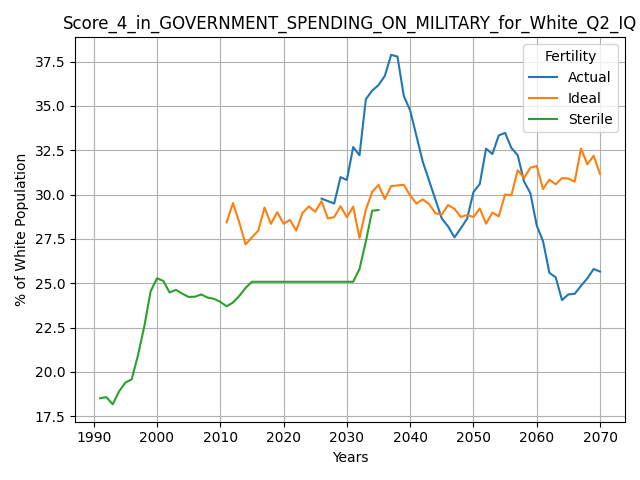 Score_4_in_GOVERNMENT_SPENDING_ON_MILITARY_for_White_Q2_IQ
Fertility
Actual
Ideal
Sterile
% of White Population
37.5
35.0
32.5
30.0
27.5
25.0
22.5
20.0
17.5
1990 2000 2010 2020 2030 2040 2050 2060 2070
Years